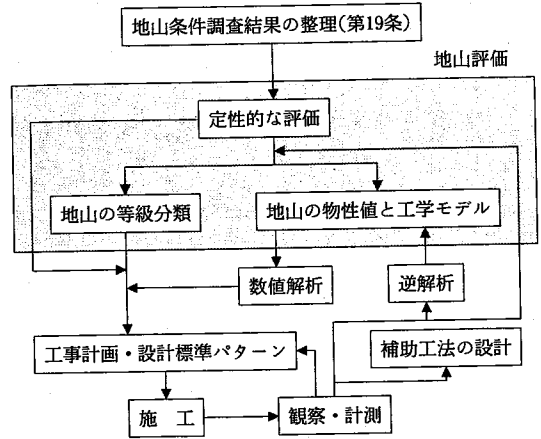 地山条件調査結果の整理(第19条)
地山評価
定性的な評価
地山の等級分類
地山の物性値と工学モデル
数値解析
逆解析
工事計画・設計標準パターン
補助工法の設計
施 工
観察・計測